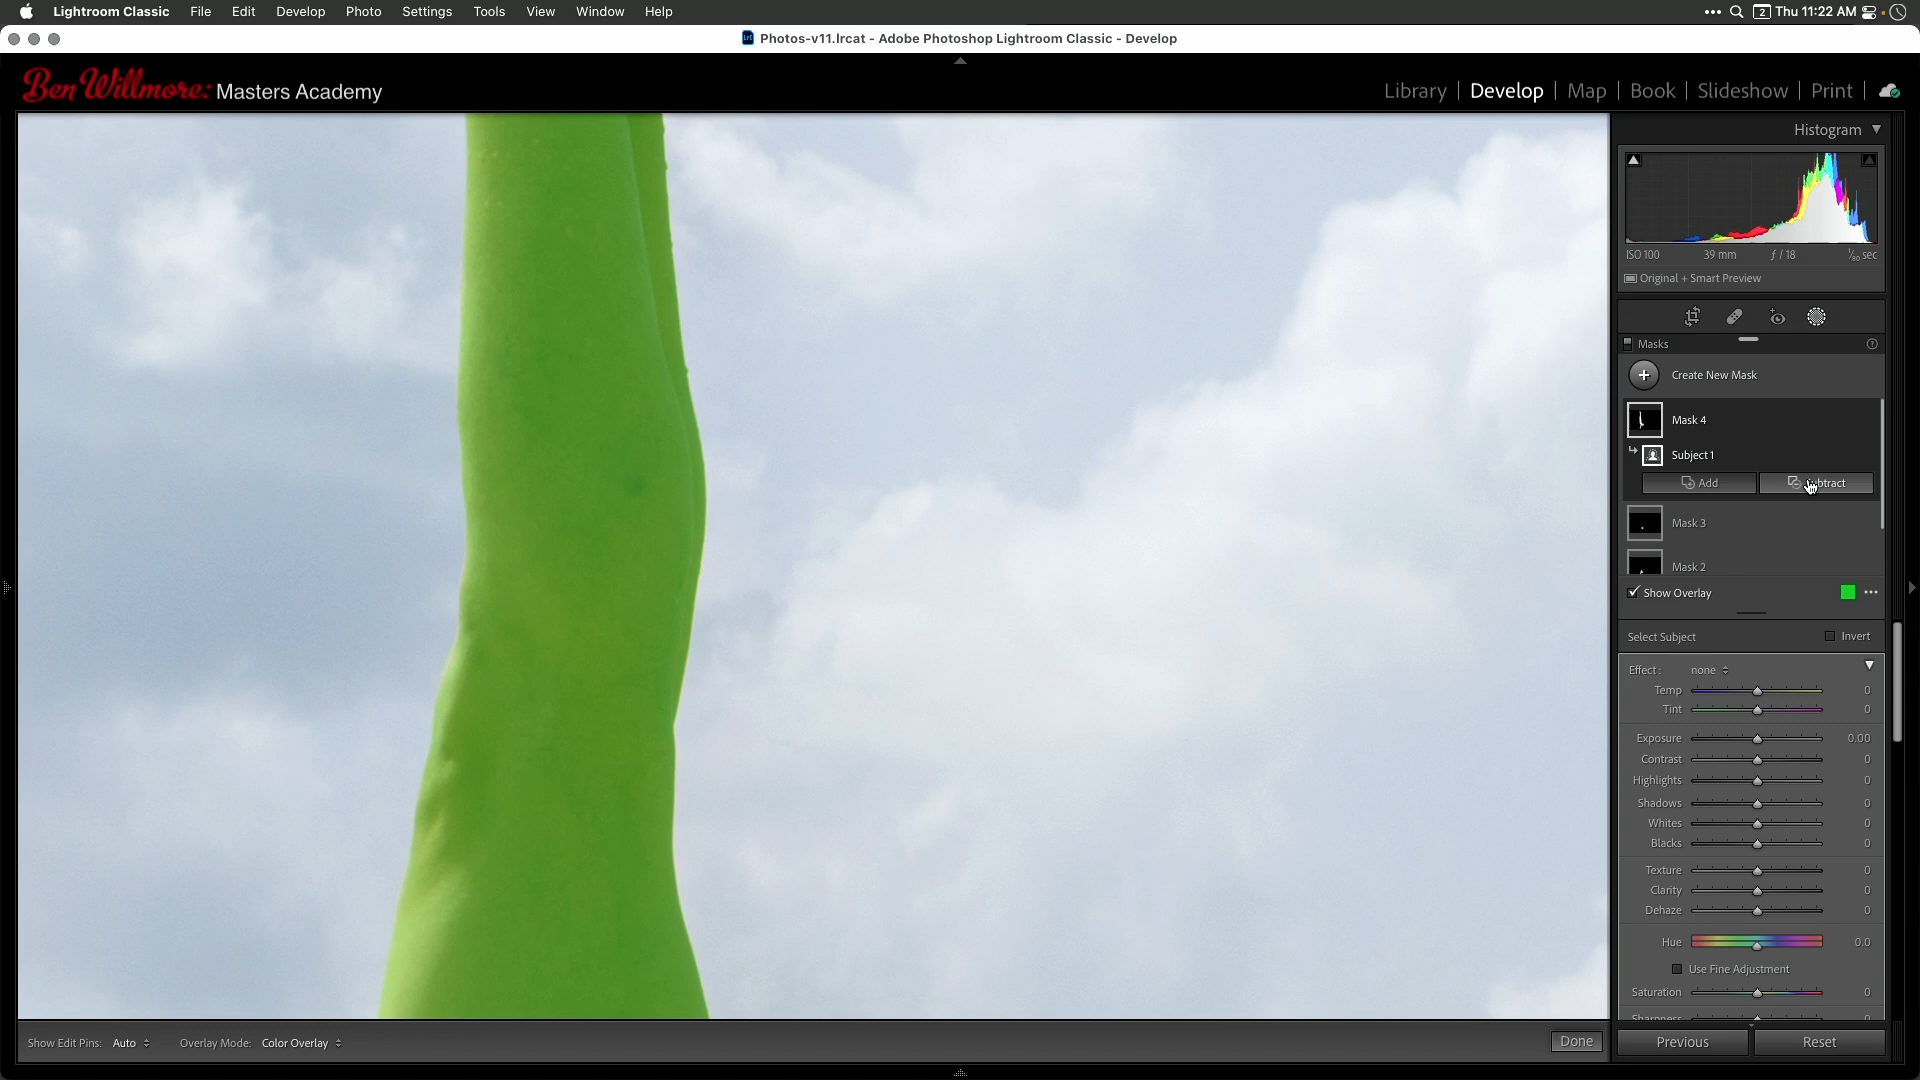 Lightroom Classic File Edit Develop Photo Settings Tools View Window Help 2 Thu 11:22 AM
Photos-v11.lrcat - Adobe Photoshop Lightroom Classic - Develop
Ben Willmore: Masters Academy
Library | Develop | Map | Book | Slideshow | Print |
Histogram
ISO 100 39 mm ƒ / 18 1/80 sec
Original + Smart Preview
Masks
Create New Mask
Mask 4
Subject 1
Add
Mask 3
Mask 2
Show Overlay
Select Subject Invert
Effect : none
Temp 0
Tint 0
Exposure 0.00
Contrast 0
Highlights 0
Shadows 0
Whites 0
Blacks 0
Texture 0
Clarity 0
Dehaze 0
Hue 0.0
Use Fine Adjustment
Saturation 0
Sharpness 0
Show Edit Pins: Auto Overlay Mode: Color Overlay Done Previous Reset